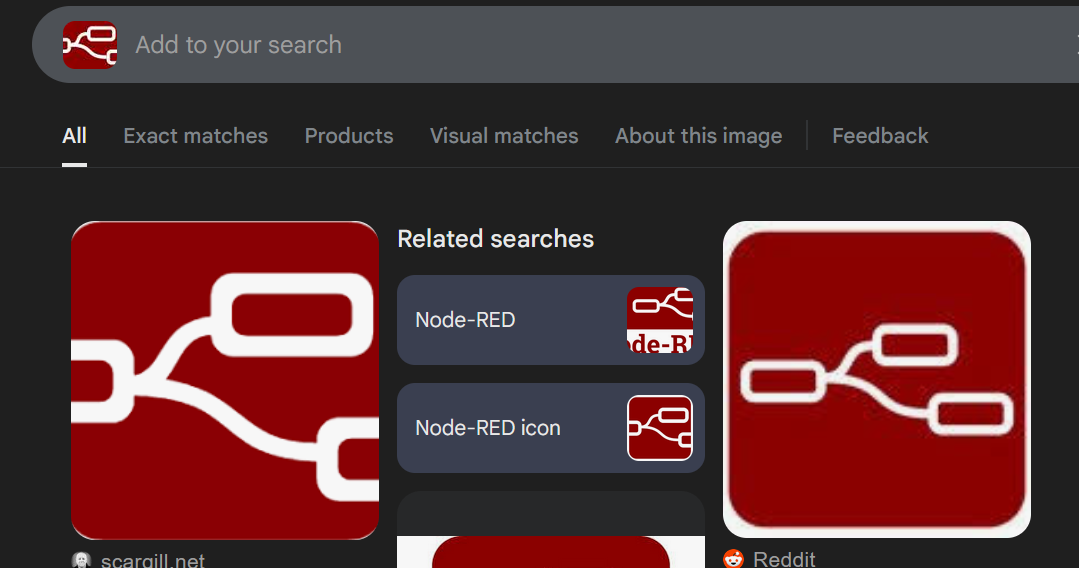 Add to your search
All Exact matches Products Visual matches About this image Feedback
Related searches
Node-RED
Node-RED icon
scargill.net
Reddit